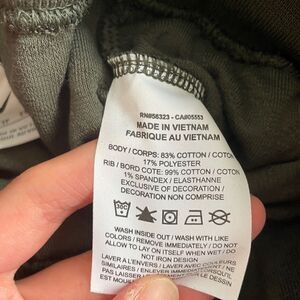 RN#56323 - CA#05553
MADE IN VIETNAM
FABRIQUE AU VIETNAM
BODY / CORPS: 83% COTTON / COTON
17% POLYESTER
RIB / BORD COTE: 99% COTTON / COTON
1% SPANDEX / ELASTHANNE
EXCLUSIVE OF DECORATION /
DECORATION NON COMPRISE
WASH INSIDE OUT / WASH WITH LIKE
COLORS / REMOVE IMMEDIATELY / DO NOT
ALLOW TO LAY ON ITSELF WHEN WET / DO
NOT IRON DESIGN
LAVER A L'ENVERS / LAVER AVEC COULEURS
SIMILAIRES / ENLEVER IMMEDIATEMENT
PAS LAISSER